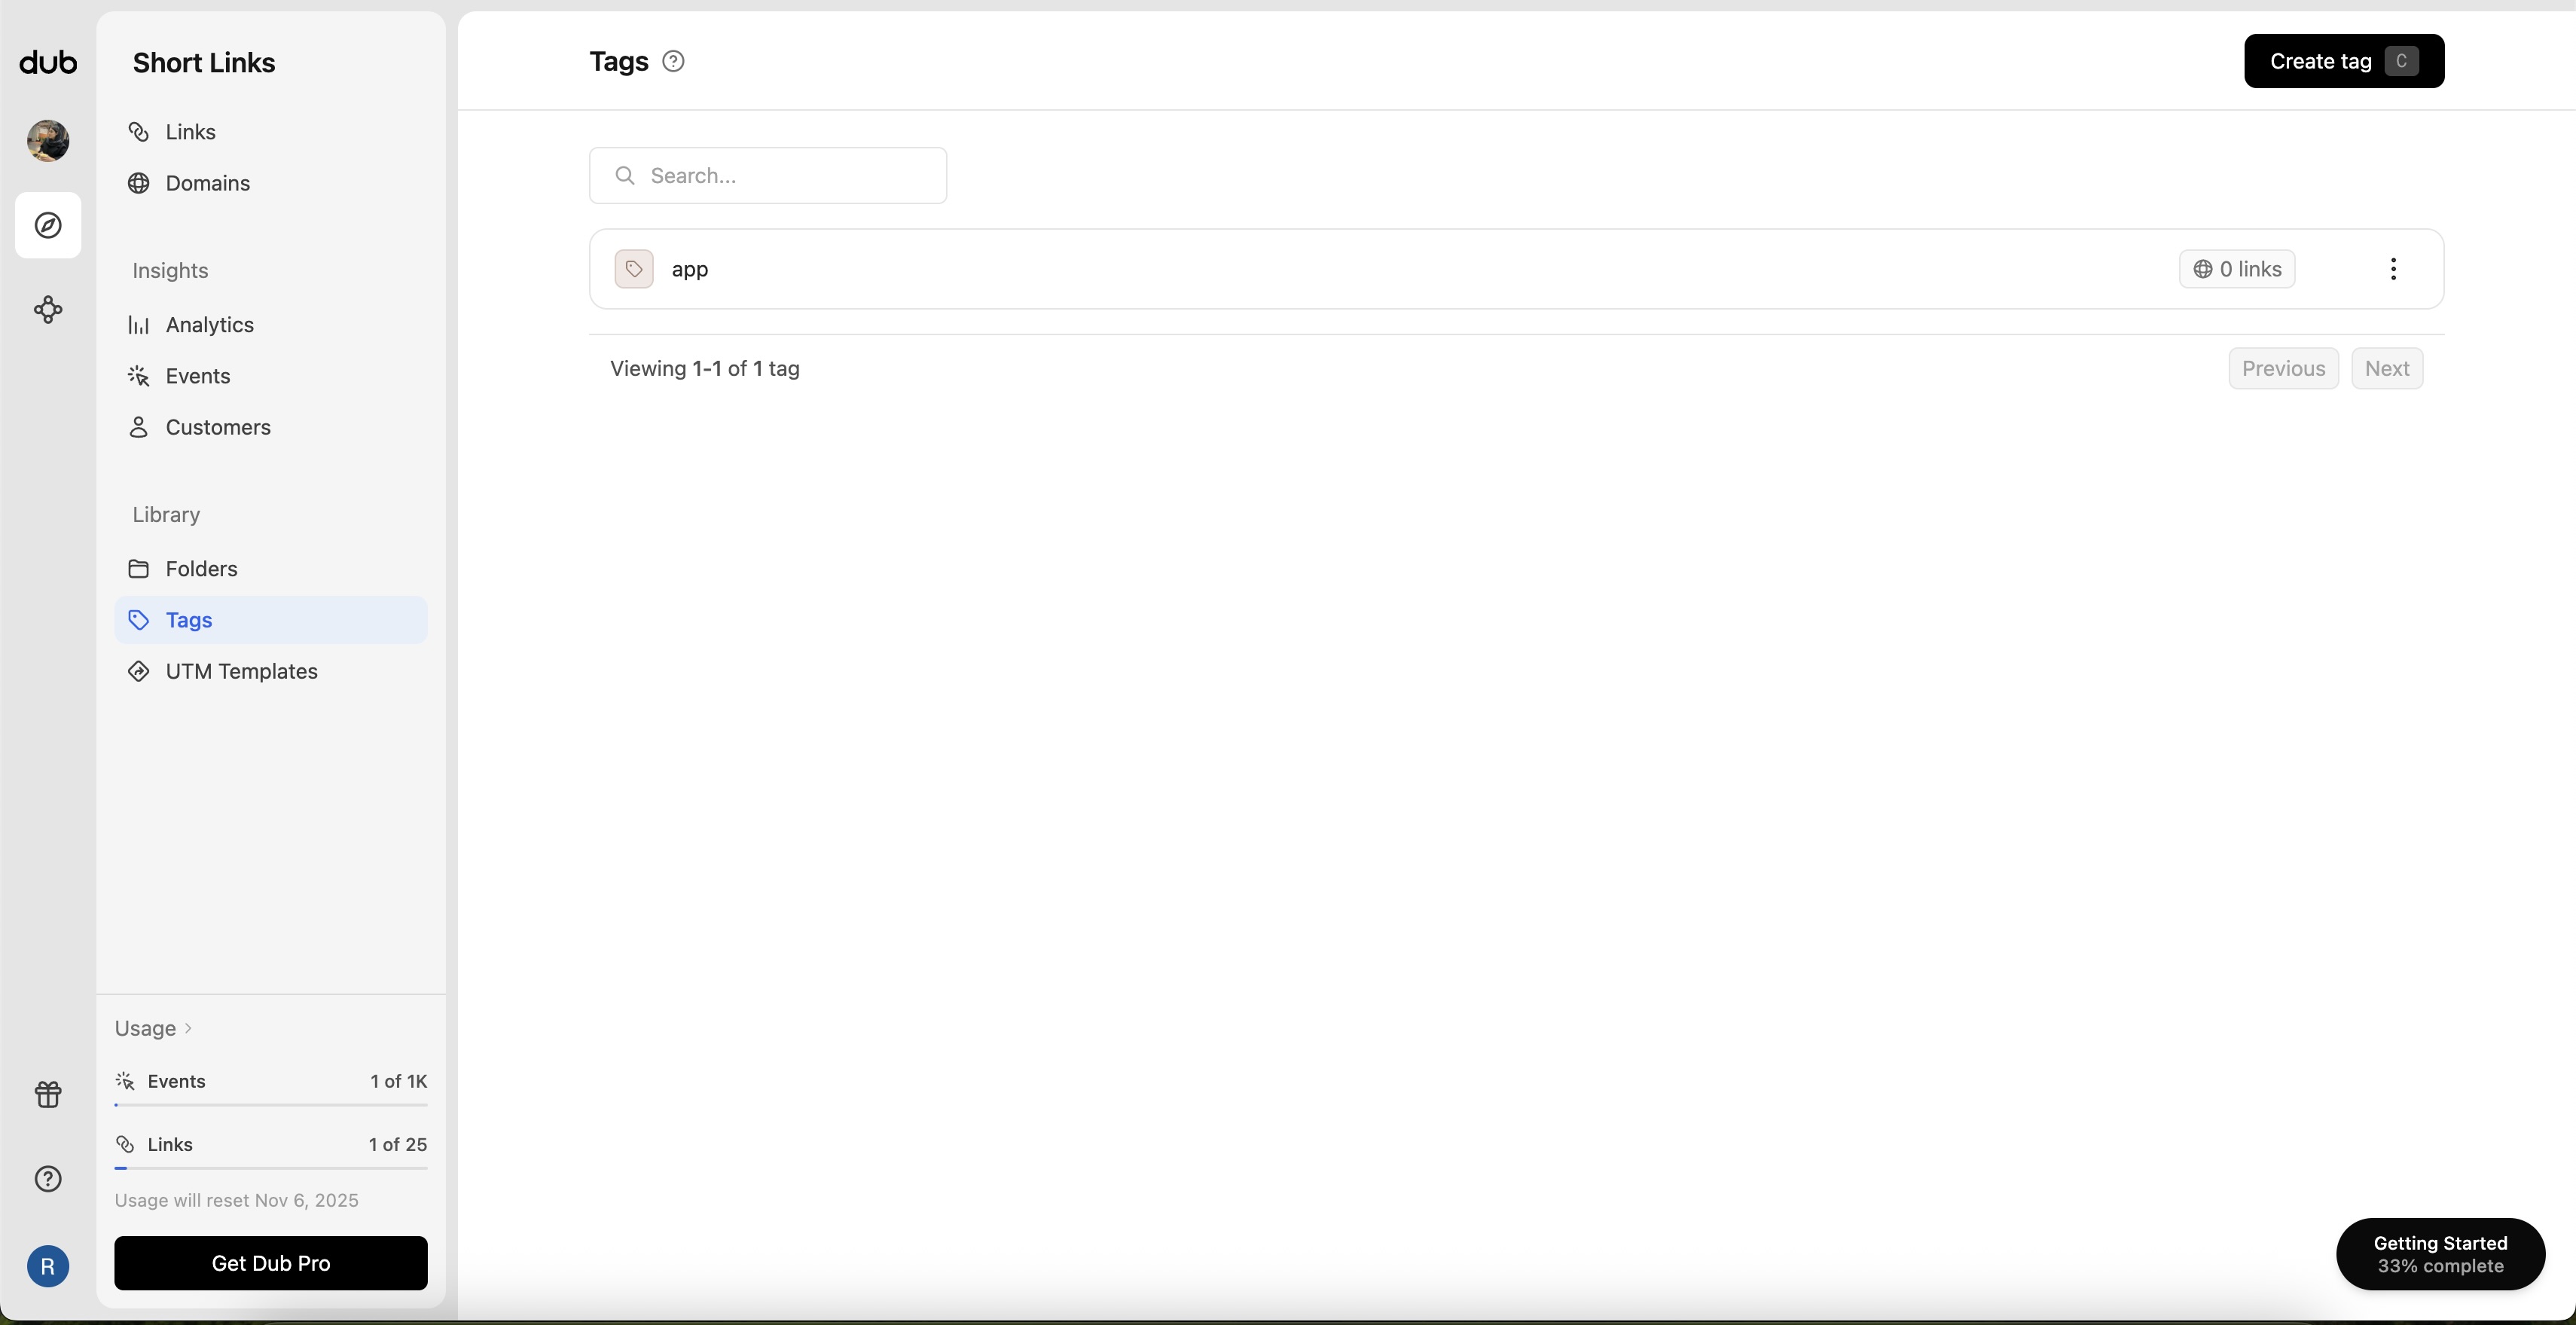 dub
Short Links
Links
Domains
Insights
Analytics
Events
Customers
Library
Folders
Tags
UTM Templates
Usage
Events 1 of 1K
Links 1 of 25
Usage will reset Nov 6, 2025
Get Dub Pro
R
Tags
Create tag C
Search...
app 0 links
Viewing 1-1 of 1 tag Previous Next
Getting Started
33% complete